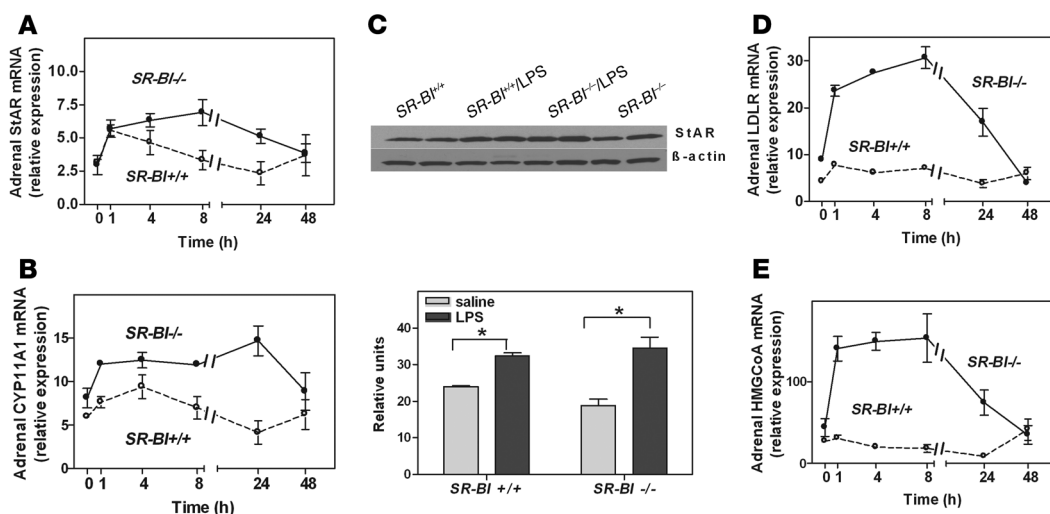 A
Adrenal StAR mRNA
(relative expression)
10.0
7.5
5.0
2.5
0.0
SR-BI-/-
SR-BI+/+
0 1 4 8 24 48
Time (h)
B
Adrenal CYP11A1 mRNA
(relative expression)
15
10
5
0
SR-BI-/-
SR-BI+/+
0 1 4 8 24 48
Time (h)
C
SR-BI+/+
SR-BI+/+/LPS
SR-BI-/-/LPS
SR-BI-/-
StAR
ß-actin
saline
LPS
*
*
Relative units
40
30
20
10
0
SR-BI +/+
SR-BI -/-
D
Adrenal LDLR mRNA
(relative expression)
30
20
10
0
SR-BI-/-
SR-BI+/+
0 1 4 8 24 48
Time (h)
E
Adrenal HMGCoA mRNA
(relative expression)
100
0
SR-BI-/-
SR-BI+/+
0 1 4 8 24 48
Time (h)